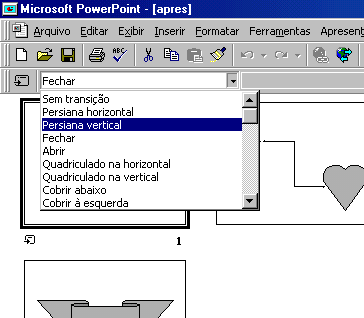 Microsoft PowerPoint - [apres]
Arquivo Editar Exibir Inserir Formatar Ferramentas Apresent
ABC
Fechar
Sem transição
Persiana horizontal
Persiana vertical
Fechar
Abrir
Quadriculado na horizontal
Quadriculado na vertical
Cobrir abaixo
Cobrir à esquerda
1